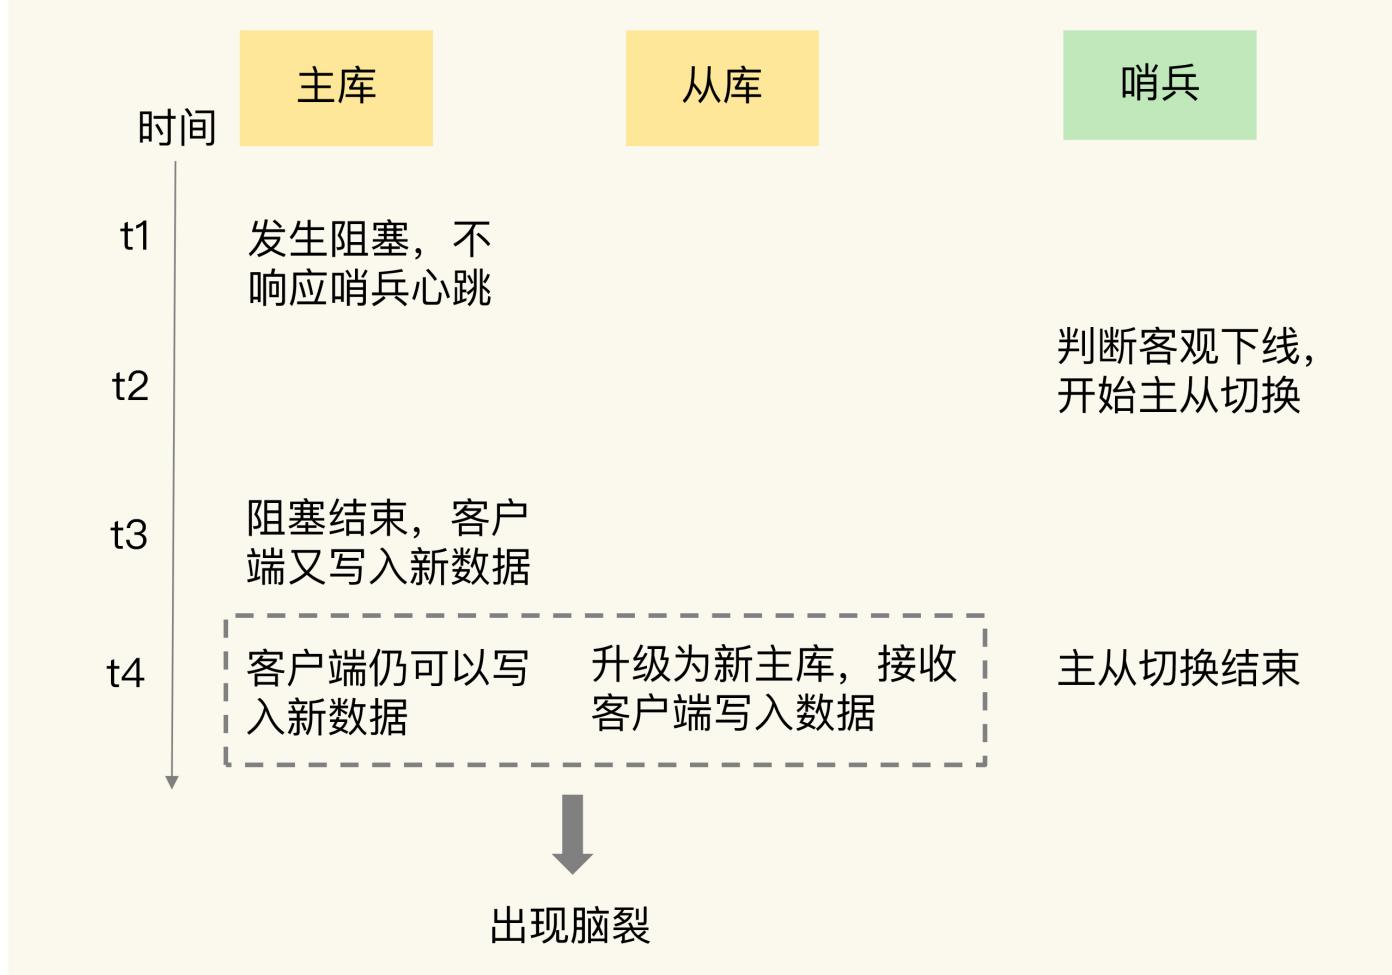 主库
从库
哨兵
时间
t1
发生阻塞，不
响应哨兵心跳
t2
判断客观下线，
开始主从切换
t3
阻塞结束，客户
端又写入新数据
t4
客户端仍可以写
入新数据
升级为新主库，接收
客户端写入数据
主从切换结束
出现脑裂